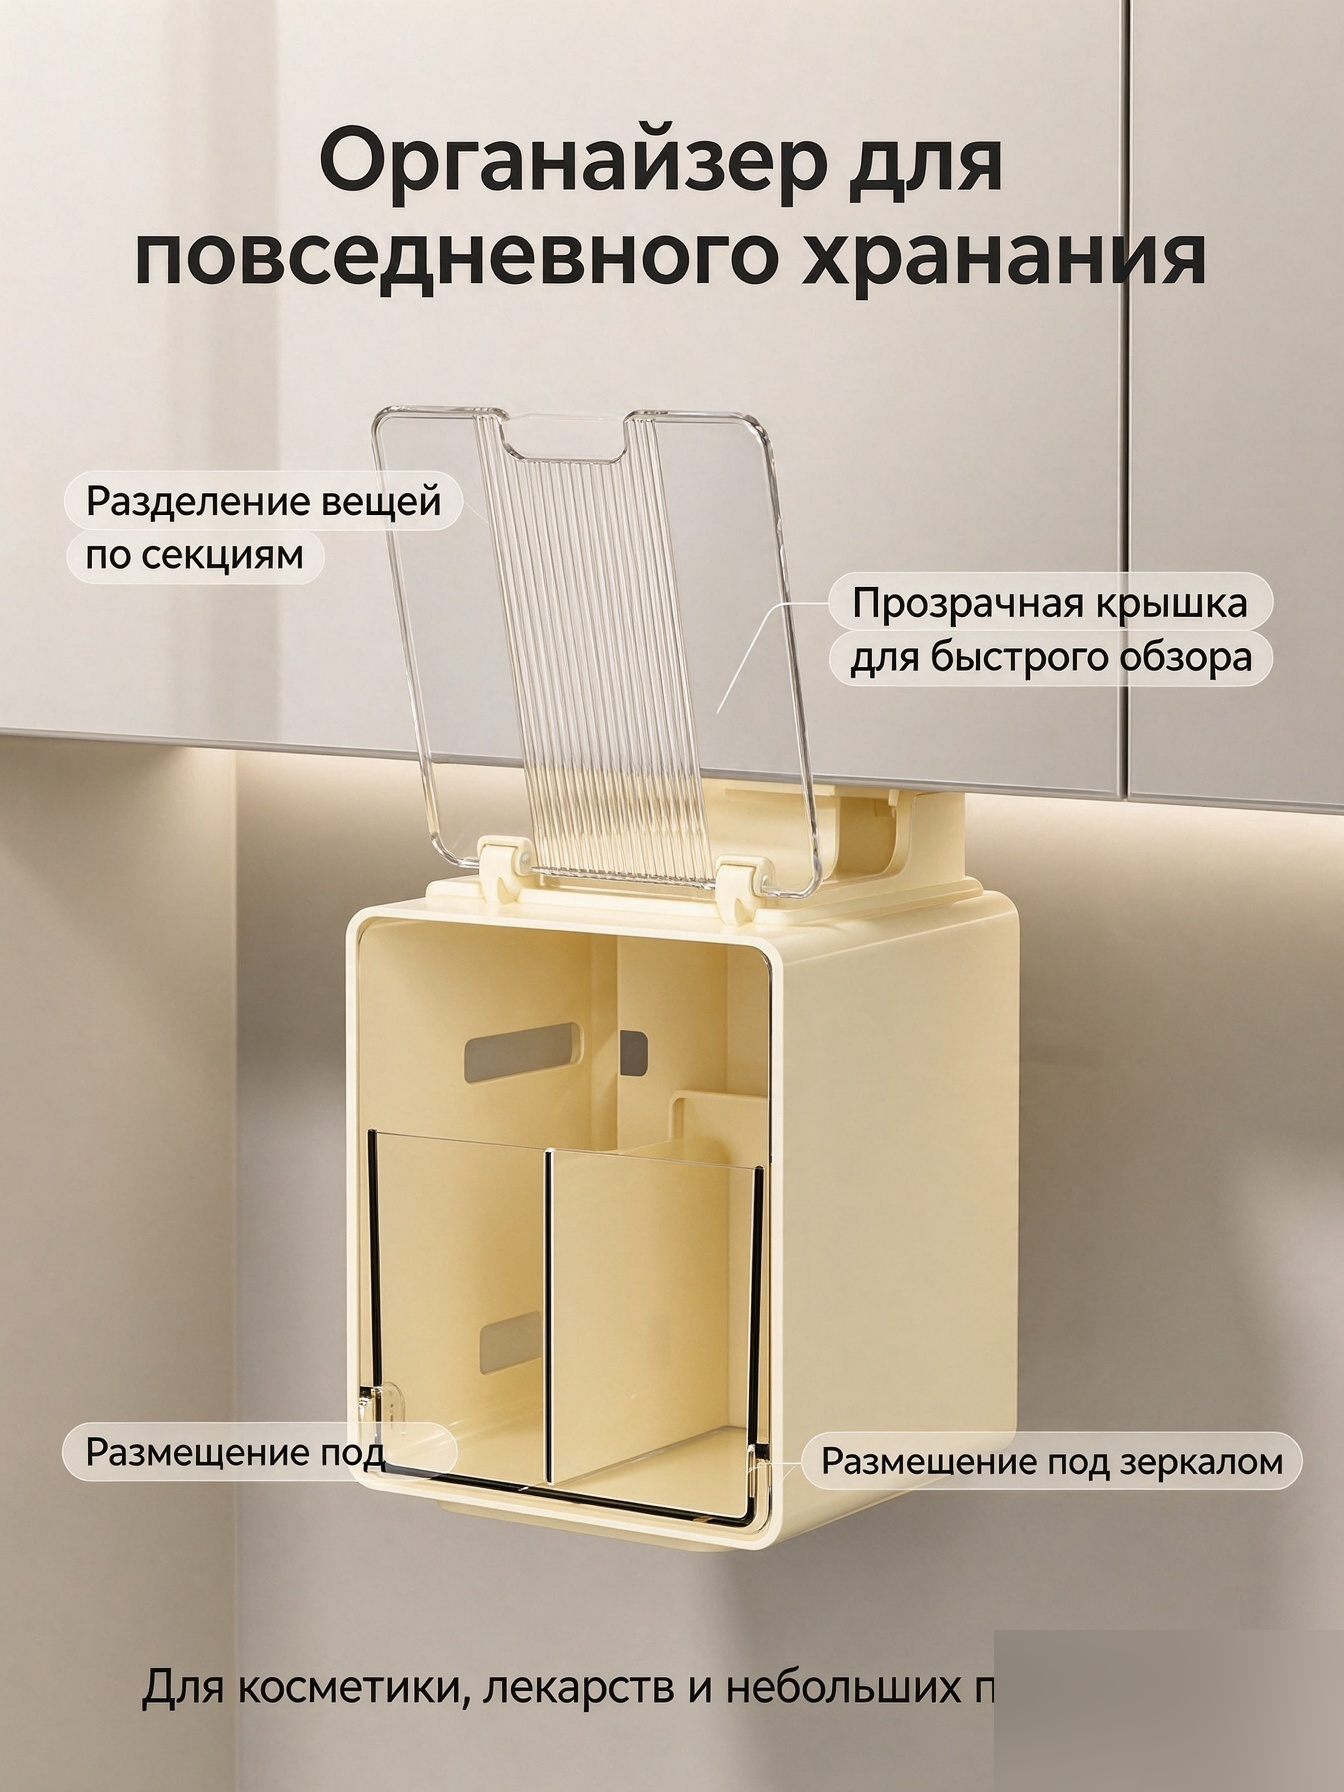 Органайзер для
повседневного хранания
Разделение вещей
по секциям
Прозрачная крышка
для быстрого обзора
Размещение под
Размешение под зеркалом
Для косметики, лекарств и небольших